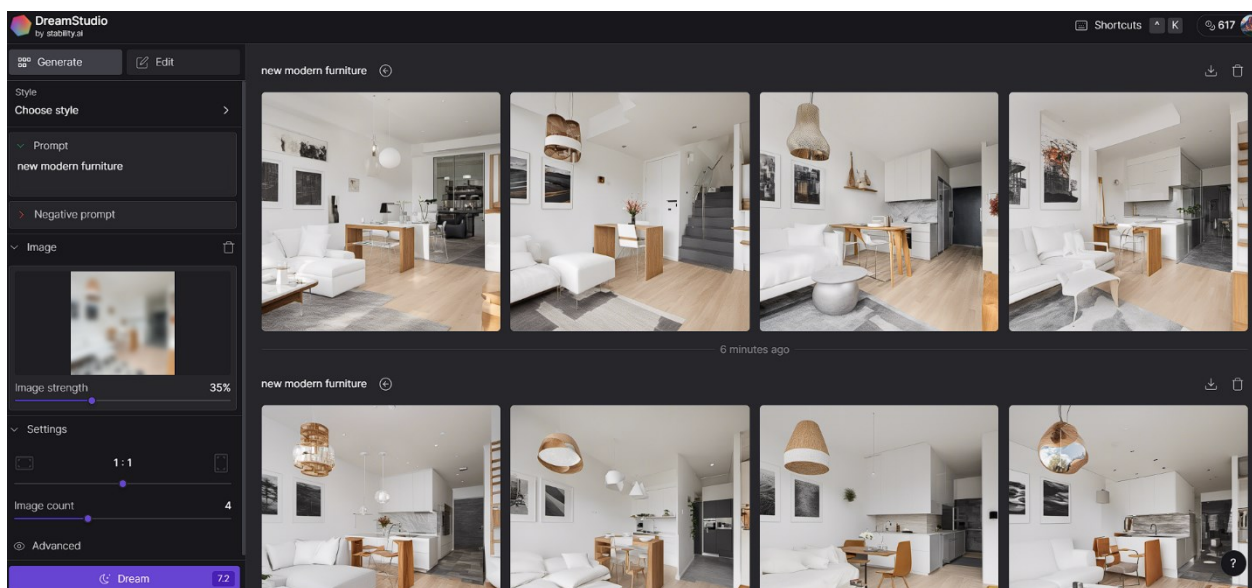 DreamStudio
by stability.ai
Shortcuts ^ K
617
Generate
Edit
Style
Choose style
Prompt
new modern furniture
Negative prompt
Image
Image strength 35%
Settings
1 : 1
Image count 4
Advanced
Dream 7.2
new modern furniture
6 minutes ago
new modern furniture
?